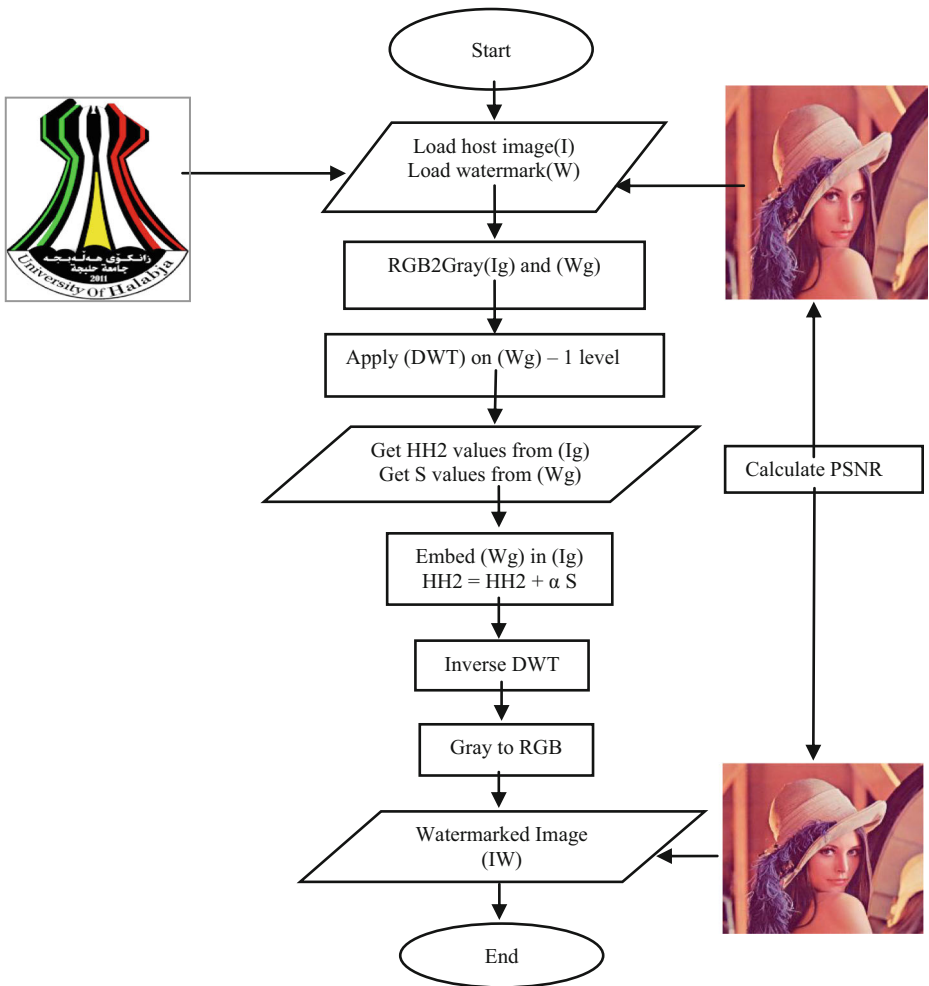 Start
Load host image(I)
Load watermark(W)
زانكۆی هەڵەبجە
جامعة حلبجة
2011
University Of Halabja
RGB2Gray(Ig) and (Wg)
Apply (DWT) on (Wg) – 1 level
Get HH2 values from (Ig)
Get S values from (Wg)
Calculate PSNR
Embed (Wg) in (Ig)
HH2 = HH2 + α S
Inverse DWT
Gray to RGB
Watermarked Image
(IW)
End